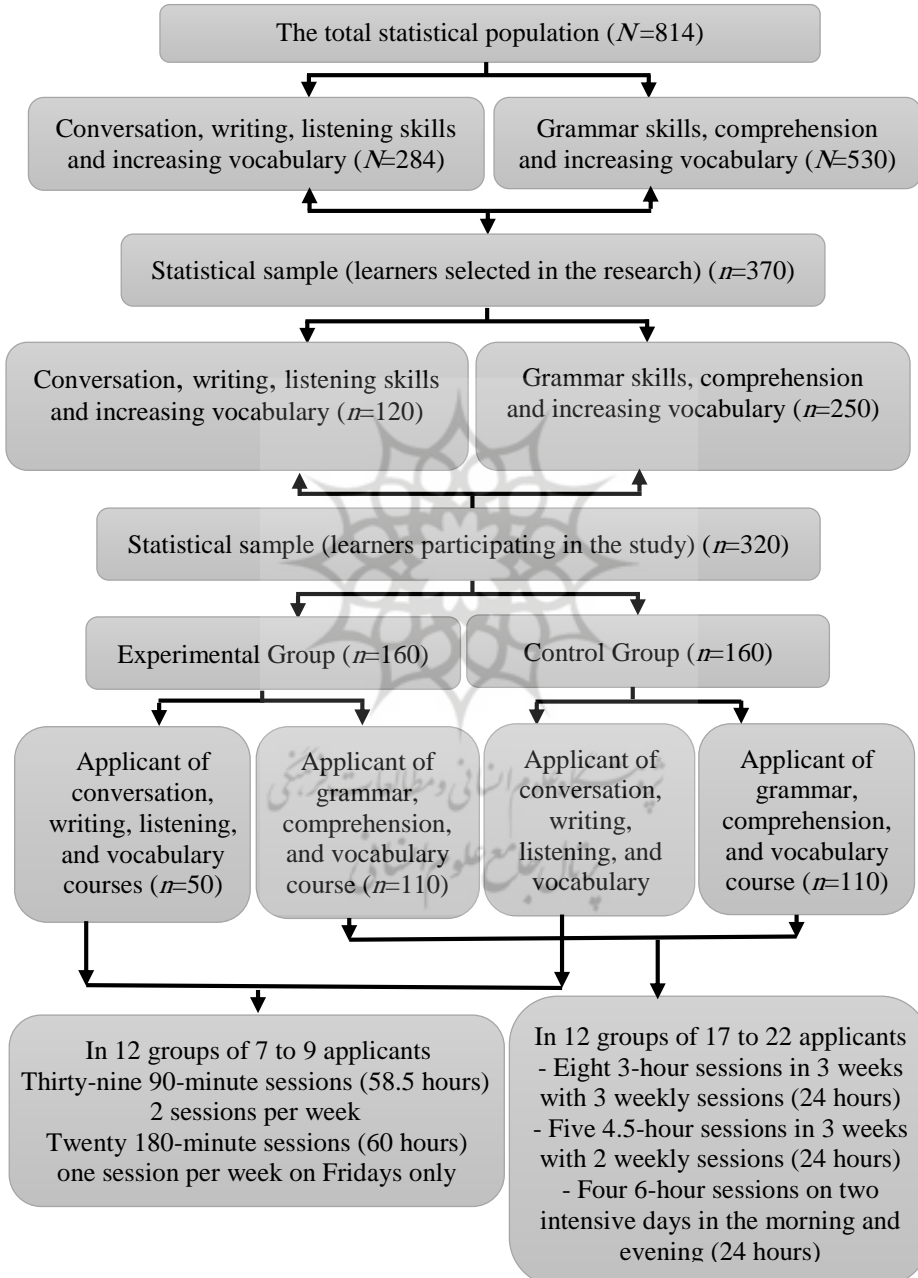 The total statistical population (N=814)
Conversation, writing, listening skills
and increasing vocabulary (N=284)
Grammar skills, comprehension
and increasing vocabulary (N=530)
Statistical sample (learners selected in the research) (n=370)
Conversation, writing, listening skills
and increasing vocabulary (n=120)
Grammar skills, comprehension
and increasing vocabulary (n=250)
Statistical sample (learners participating in the study) (n=320)
Experimental Group (n=160)
Control Group (n=160)
Applicant of
conversation,
writing, listening,
and vocabulary
courses (n=50)
Applicant of
grammar,
comprehension,
and vocabulary
course (n=110)
Applicant of
conversation,
writing,
listening, and
vocabulary
Applicant of
grammar,
comprehension,
and vocabulary
course (n=110)
پژوهشگاه علوم انسانی و مطالعات فرهنگی
پرتال جامع علوم انسانی
In 12 groups of 7 to 9 applicants
Thirty-nine 90-minute sessions (58.5 hours)
2 sessions per week
Twenty 180-minute sessions (60 hours)
one session per week on Fridays only
In 12 groups of 17 to 22 applicants
- Eight 3-hour sessions in 3 weeks
with 3 weekly sessions (24 hours)
- Five 4.5-hour sessions in 3 weeks
with 2 weekly sessions (24 hours)
- Four 6-hour sessions on two
intensive days in the morning and
evening (24 hours)